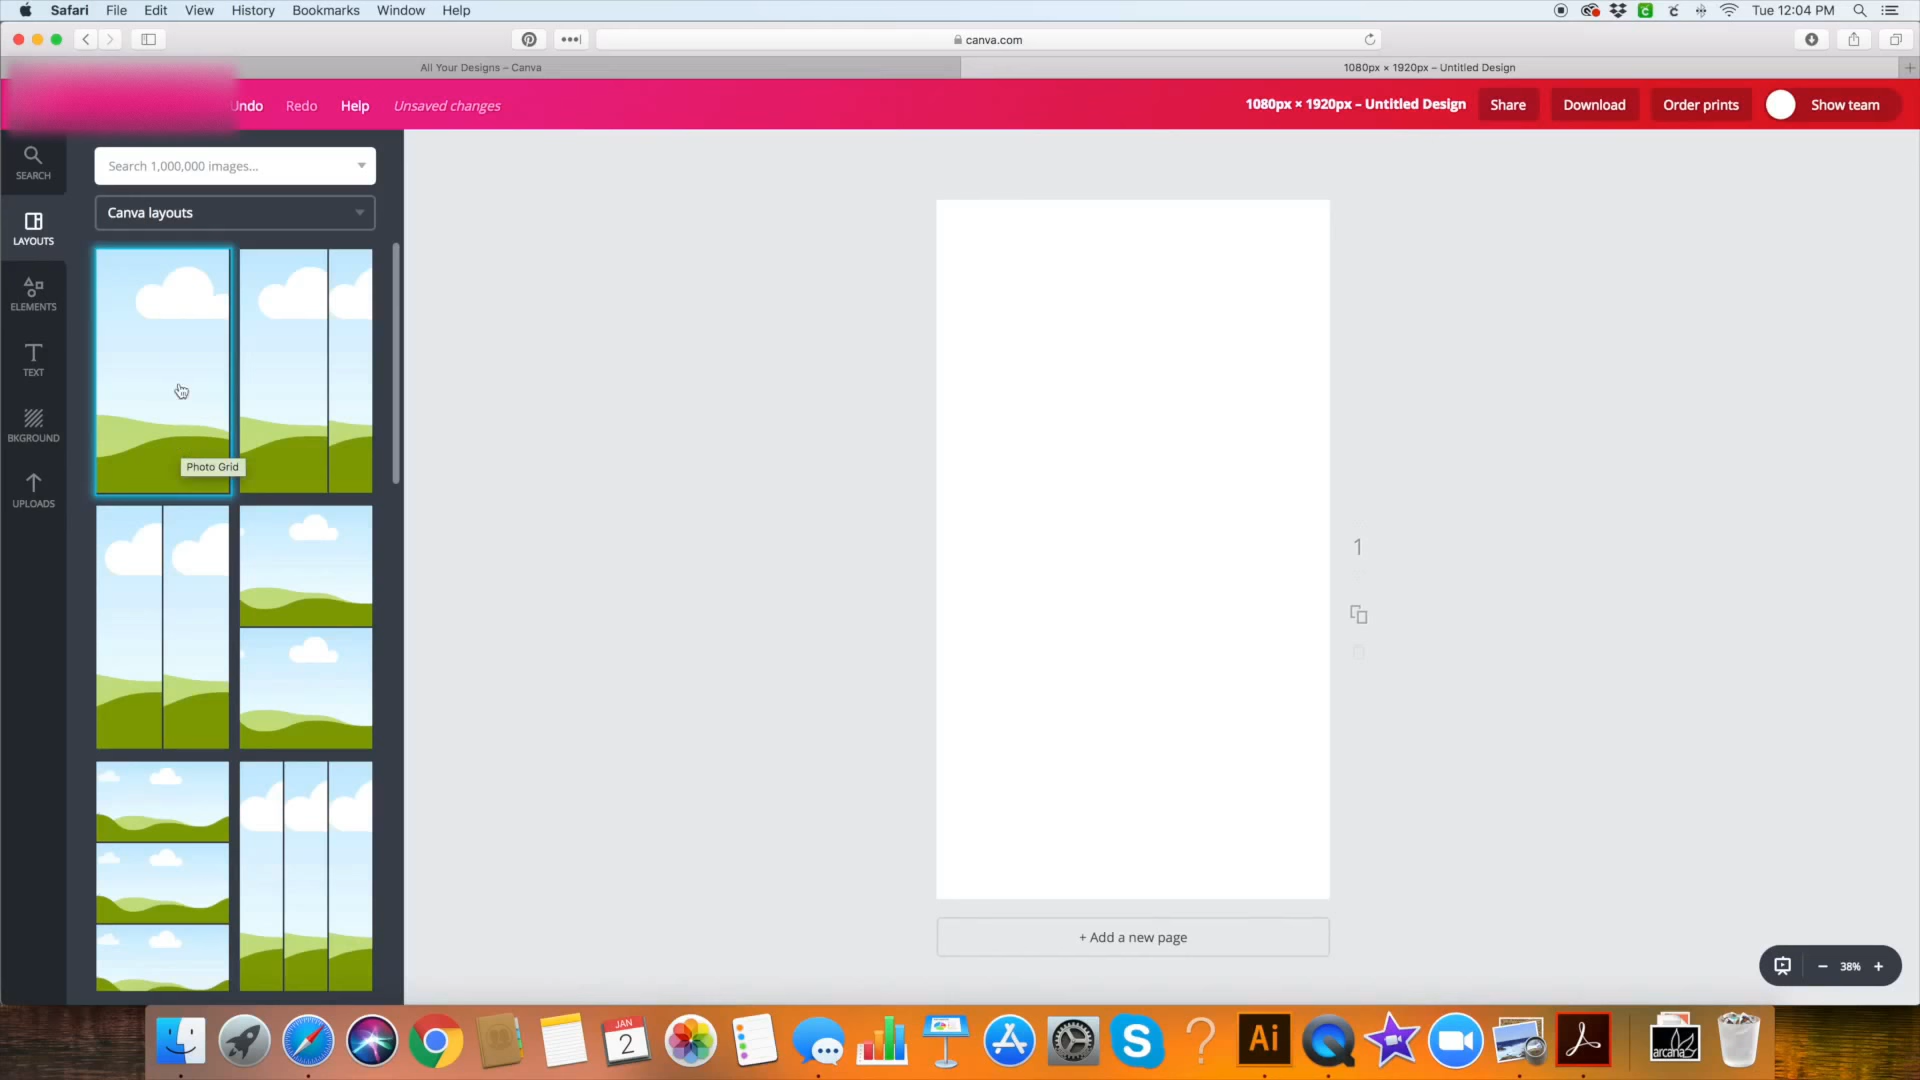 Safari File Edit View History Bookmarks Window Help
Tue 12:04 PM
canva.com
All Your Designs – Canva
1080px × 1920px – Untitled Design
Undo Redo Help Unsaved changes
1080px × 1920px – Untitled Design Share Download Order prints Show team
SEARCH
LAYOUTS
ELEMENTS
TEXT
BKGROUND
UPLOADS
Search 1,000,000 images...
Canva layouts
Photo Grid
1
+ Add a new page
38%
JAN
2
Ai
arcana